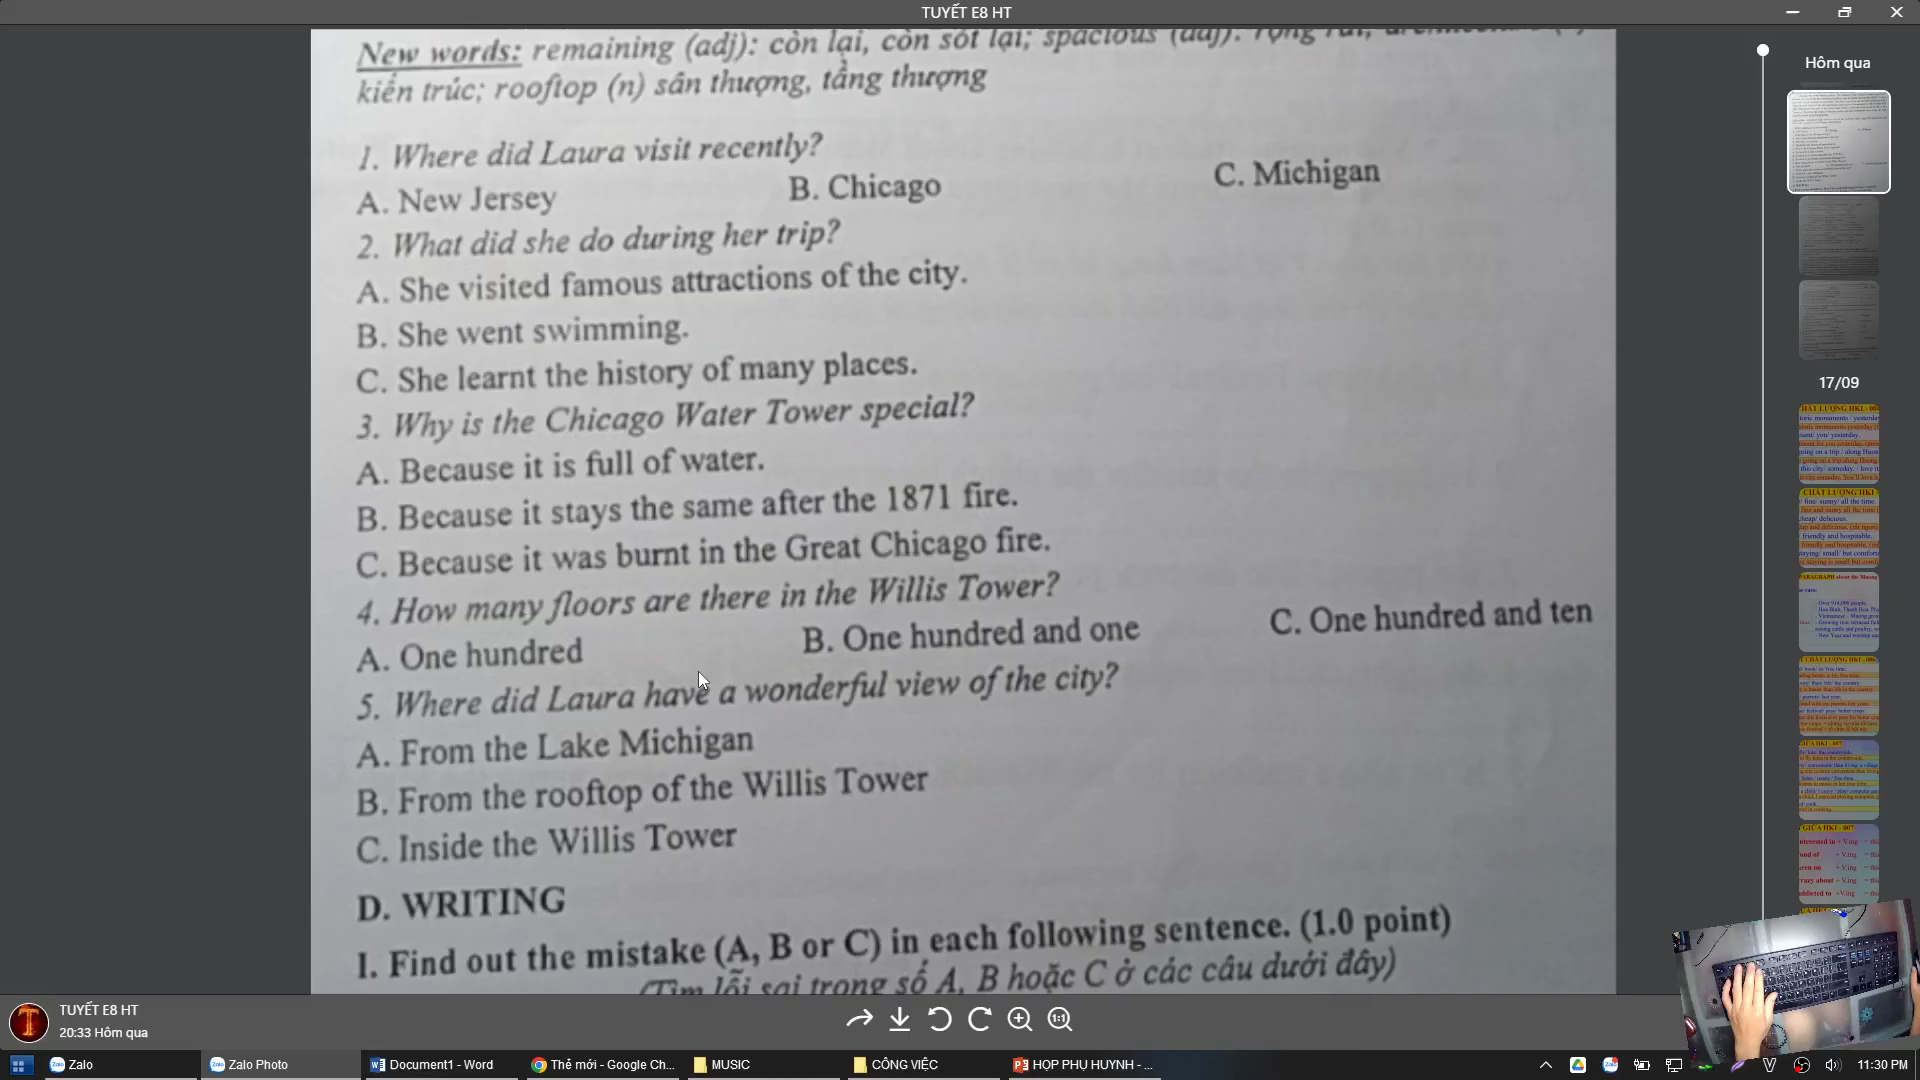 TUYẾT E8 HT
New words: remaining (adj): còn lại, còn sót lại; spacious (adj): rộng rãi,
kiến trúc; rooftop (n) sân thượng, tầng thượng
1. Where did Laura visit recently?
A. New Jersey B. Chicago C. Michigan
2. What did she do during her trip?
A. She visited famous attractions of the city.
B. She went swimming.
C. She learnt the history of many places.
3. Why is the Chicago Water Tower special?
A. Because it is full of water.
B. Because it stays the same after the 1871 fire.
C. Because it was burnt in the Great Chicago fire.
4. How many floors are there in the Willis Tower?
A. One hundred B. One hundred and one C. One hundred and ten
5. Where did Laura have a wonderful view of the city?
A. From the Lake Michigan
B. From the rooftop of the Willis Tower
C. Inside the Willis Tower
D. WRITING
I. Find out the mistake (A, B or C) in each following sentence. (1.0 point)
(Tìm lỗi sai trong số A, B hoặc C ở các câu dưới đây)
Hôm qua
17/09
TUYẾT E8 HT
20:33 Hôm qua
Zalo
Zalo Photo
Document1 - Word
Thẻ mới - Google Ch...
MUSIC
CÔNG VIỆC
HỌP PHỤ HUYNH - ...
11:30 PM